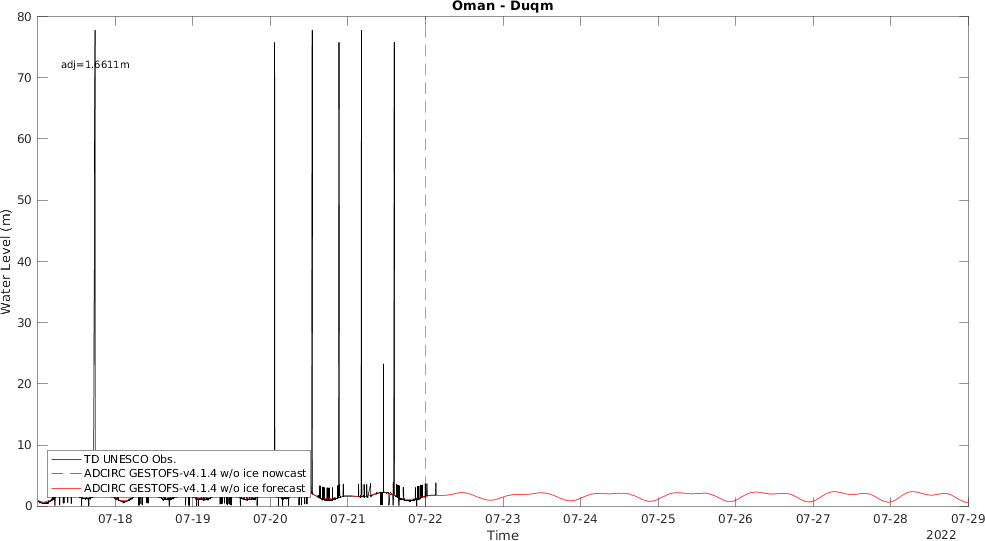 Oman - Duqm
80
70
60
50
40
30
20
10
0
Water Level (m)
adj=1.6611m
TD UNESCO Obs.
ADCIRC GESTOFS-v4.1.4 w/o ice nowcast
ADCIRC GESTOFS-v4.1.4 w/o ice forecast
07-18 07-19 07-20 07-21 07-22 07-23 07-24 07-25 07-26 07-27 07-28 07-29
Time
2022